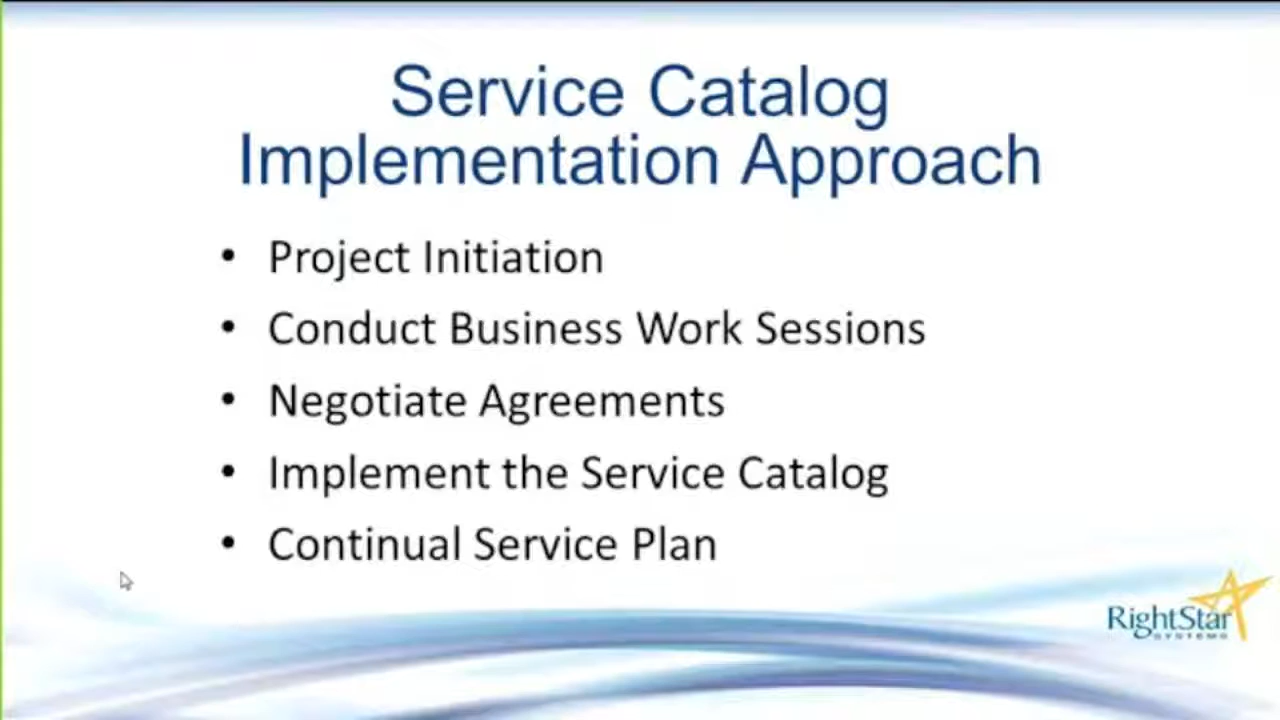 Service Catalog
Implementation Approach
• Project Initiation
• Conduct Business Work Sessions
• Negotiate Agreements
• Implement the Service Catalog
• Continual Service Plan
RightStar
SYSTEMS